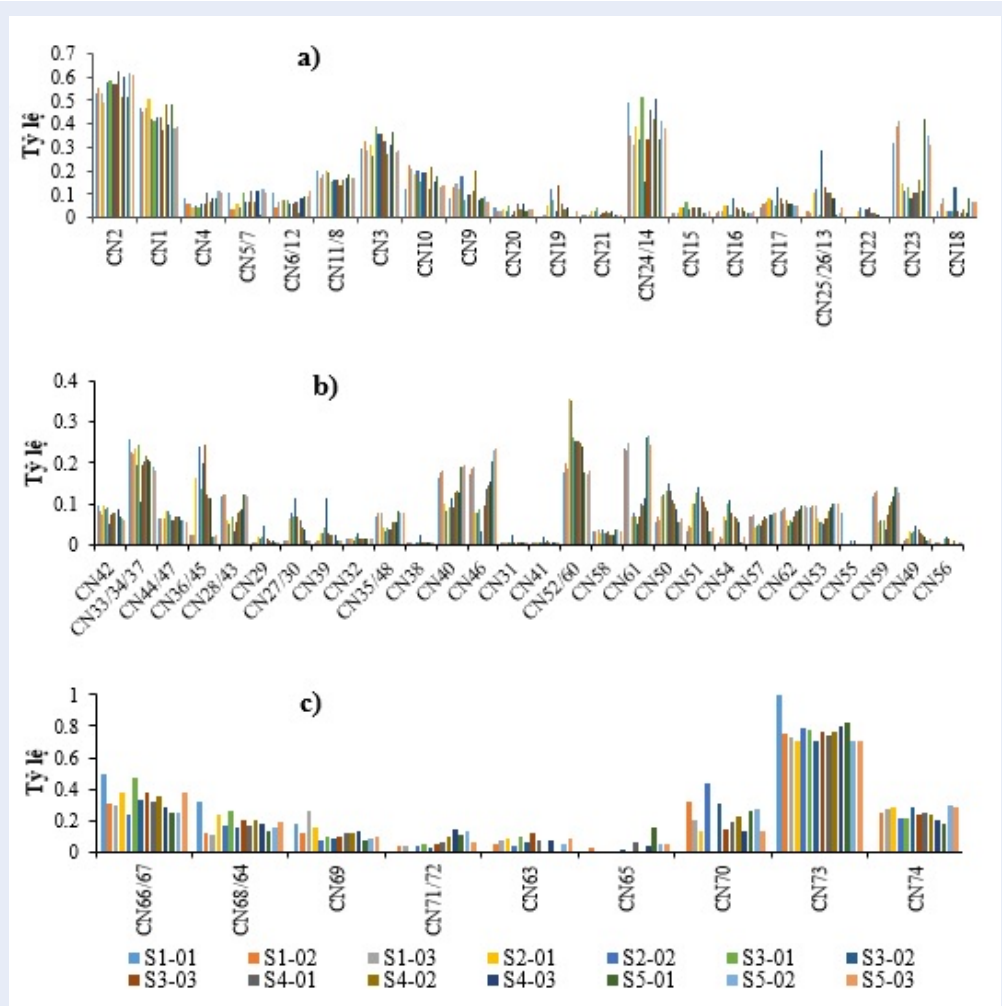 a)
Tỷ lệ
0.7
0.6
0.5
0.4
0.3
0.2
0.1
0
CN2 CN1 CN4 CN5/7 CN6/12 CN11/8 CN3 CN10 CN9 CN20 CN19 CN21 CN24/14 CN15 CN16 CN17 CN25/26/13 CN22 CN23 CN18
b)
Tỷ lệ
0.4
0.3
0.2
0.1
0
CN42 CN33/34/37 CN44/47 CN36/45 CN28/43 CN29 CN27/30 CN39 CN32 CN35/48 CN38 CN40 CN46 CN31 CN41 CN52/60 CN58 CN61 CN50 CN51 CN54 CN57 CN62 CN53 CN55 CN59 CN49 CN56
c)
Tỷ lệ
1
0.8
0.6
0.4
0.2
0
CN66/67 CN68/64 CN69 CN71/72 CN63 CN65 CN70 CN73 CN74
S1-01 S1-02 S1-03 S2-01 S2-02 S3-01 S3-02
S3-03 S4-01 S4-02 S4-03 S5-01 S5-02 S5-03